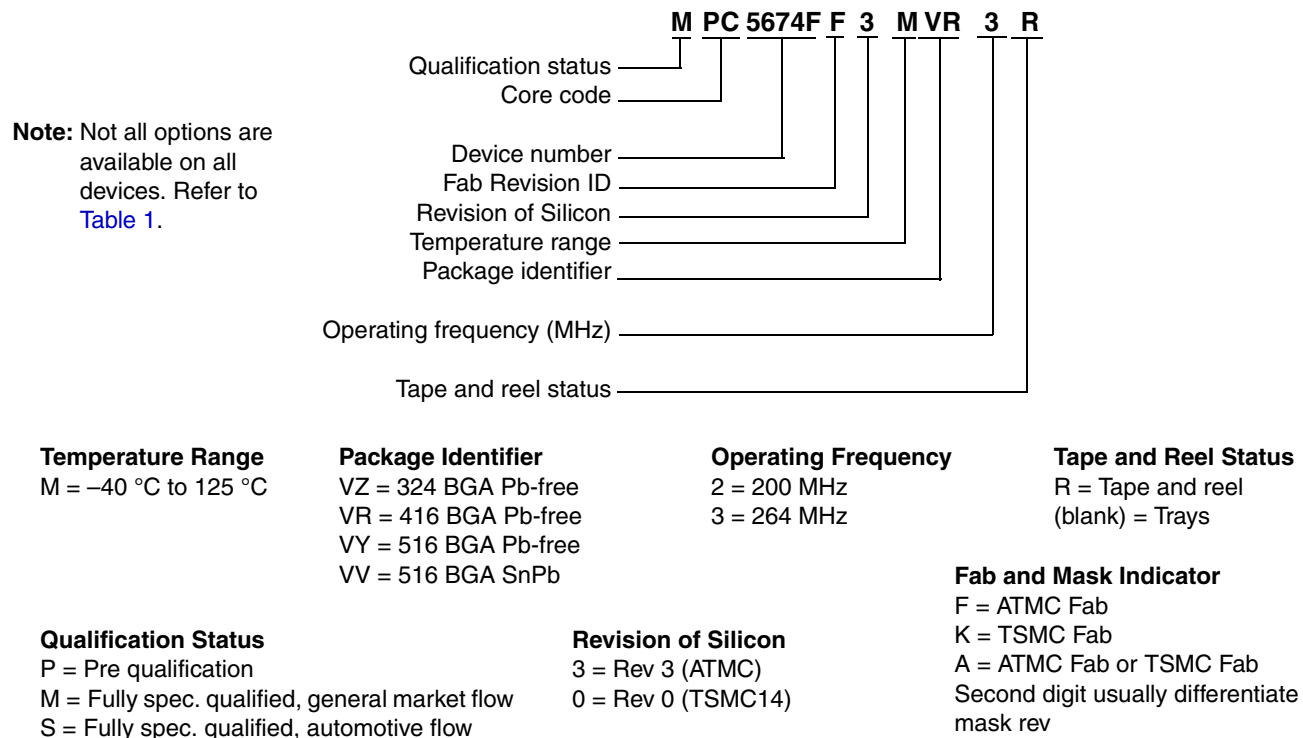 M PC 5674F F 3 M VR 3 R
Qualification status
Core code
Note: Not all options are
available on all
devices. Refer to
Table 1.
Device number
Fab Revision ID
Revision of Silicon
Temperature range
Package identifier
Operating frequency (MHz)
Tape and reel status
Temperature Range
M = –40 °C to 125 °C
Package Identifier
VZ = 324 BGA Pb-free
VR = 416 BGA Pb-free
VY = 516 BGA Pb-free
VV = 516 BGA SnPb
Operating Frequency
2 = 200 MHz
3 = 264 MHz
Tape and Reel Status
R = Tape and reel
(blank) = Trays
Fab and Mask Indicator
F = ATMC Fab
K = TSMC Fab
A = ATMC Fab or TSMC Fab
Second digit usually differentiate
mask rev
Qualification Status
P = Pre qualification
M = Fully spec. qualified, general market flow
S = Fully spec. qualified, automotive flow
Revision of Silicon
3 = Rev 3 (ATMC)
0 = Rev 0 (TSMC14)